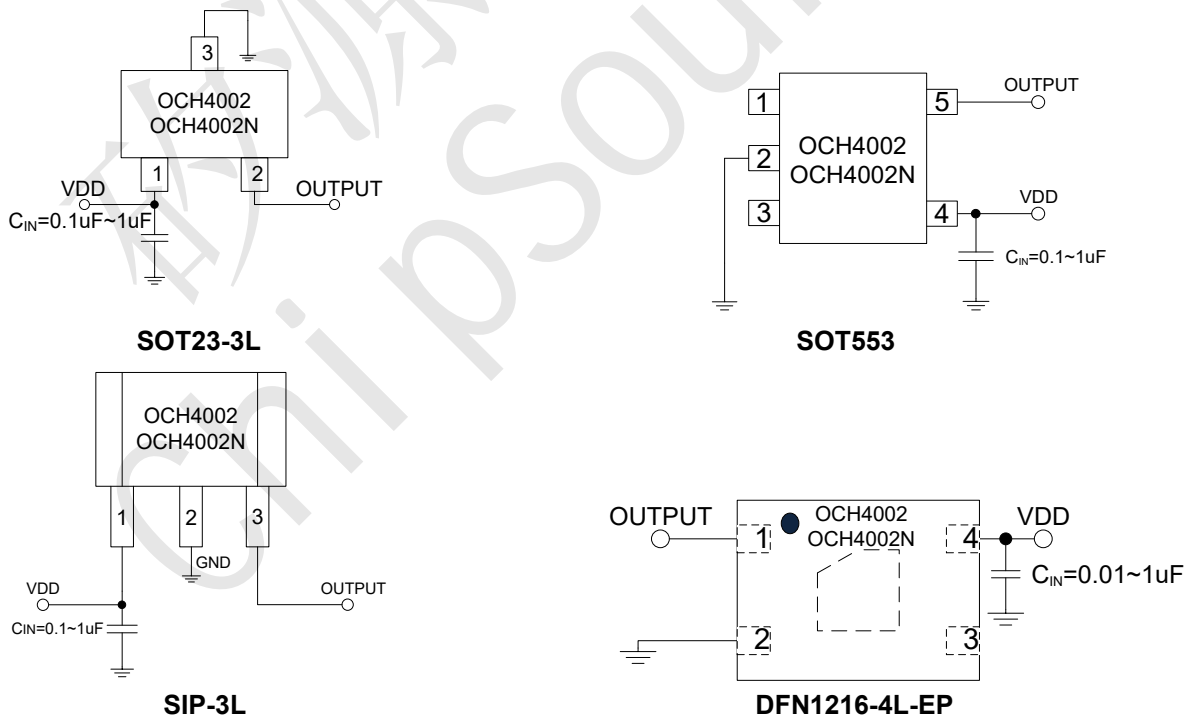 3
OCH4002
OCH4002N
1
2
VDD
OUTPUT
CIN=0.1uF~1uF
SOT23-3L
1
2
3
OCH4002
OCH4002N
5
OUTPUT
4
VDD
CIN=0.1~1uF
SOT553
OCH4002
OCH4002N
1
2
3
GND
VDD
OUTPUT
CIN=0.1~1uF
SIP-3L
OUTPUT
1
OCH4002
OCH4002N
4
VDD
CIN=0.01~1uF
2
3
DFN1216-4L-EP